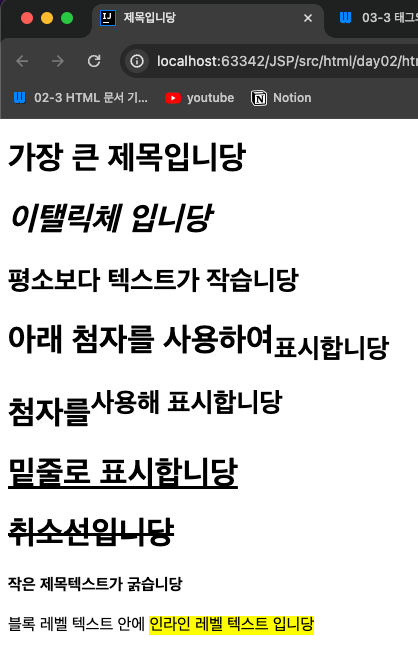 제목입니당
03-3 태그의
localhost:63342/JSP/src/html/day02/htm
02-3 HTML 문서 기... youtube Notion
가장 큰 제목입니당
이탤릭체 입니당
평소보다 텍스트가 작습니당
아래 첨자를 사용하여표시합니당
첨자를사용해 표시합니당
밑줄로 표시합니당
취소선입니당
작은 제목텍스트가 굵습니당
블록 레벨 텍스트 안에 인라인 레벨 텍스트 입니당